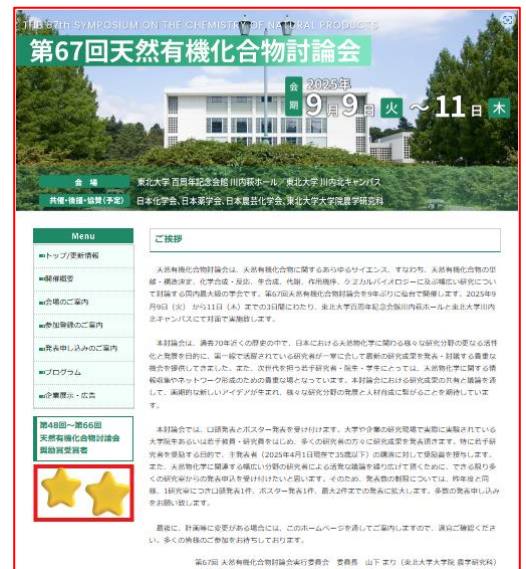 THE 67th SYMPOSIUM ON THE CHEMISTRY OF NATURAL PRODUCTS
第67回天然有機化合物討論会
会期
2025年
9月9日 火 ～11日 木
会場 東北大学 百周年記念会館 川内萩ホール／東北大学 川内北キャンパス
共催・後援・協賛(予定) 日本化学会、日本薬学会、日本農芸化学会、東北大学大学院農学研究科
Menu
トップ/更新情報
開催概要
会場のご案内
参加登録のご案内
発表申し込みのご案内
プログラム
企業展示・広告
第48回～第66回
天然有機化合物討論会
奨励賞受賞者
ご挨拶
天然有機化合物討論会は、天然有機化合物に関するあらゆるサイエンス、すなわち、天然有機化合物の単
離・構造決定、化学合成・反応、生合成、代謝、作用機序、ケミカルバイオロジーに及ぶ幅広い研究につい
て討論する国内最大級の学会です。第67回天然有機化合物討論会を9年ぶりに仙台で開催します。2025年9
月9日（火）から11日（木）までの3日間にわたり、東北大学百周年記念会館川内萩ホールと東北大学川内
北キャンパスにて対面で実施致します。
本討論会は、過去70年近くの歴史の中で、日本における天然物化学に関わる様々な研究分野の更なる活性
化と発展を目的に、第一線で活躍されている研究者が一堂に会して最新の研究成果を発表・討議する貴重な
機会を提供してきました。また、次世代を担う若手研究者・院生・学生にとっては、天然物化学に関する情
報収集やネットワーク形成のための貴重な場となっています。本討論会における研究成果の共有と議論を通
して、画期的な新しいアイデアが生まれ、様々な研究分野の発展と人材育成に繋がることを期待していま
す。
本討論会では、口頭発表とポスター発表を受け付けます。大学や企業の研究現場で実際に実験されている
大学院生あるいは若手教員・研究員をはじめ、多くの研究者の方々に研究成果を発表頂きます。特に若手研
究者を奨励する目的で、主発表者（2025年4月1日現在で35歳以下）の講演に対して奨励賞を授与します。
また、天然物化学に関連する幅広い分野の研究者による活発な議論を繰り広げて頂くために、できる限り多
くの研究室からの発表申込を受け付けたいと思います。そのため、発表数の制限については、昨年度と同
様、1研究室につき口頭発表1件、ポスター発表1件、最大2件までの発表に拡大します。多数の発表申し込み
をお願い致します。
最後に、計画等に変更がある場合には、このホームページを通してご案内しますので、適宜ご確認くださ
い。多くの皆様のご参加をお待ちしております。
第67回 天然有機化合物討論会実行委員会 委員長 山下 まり（東北大学大学院 農学研究科）